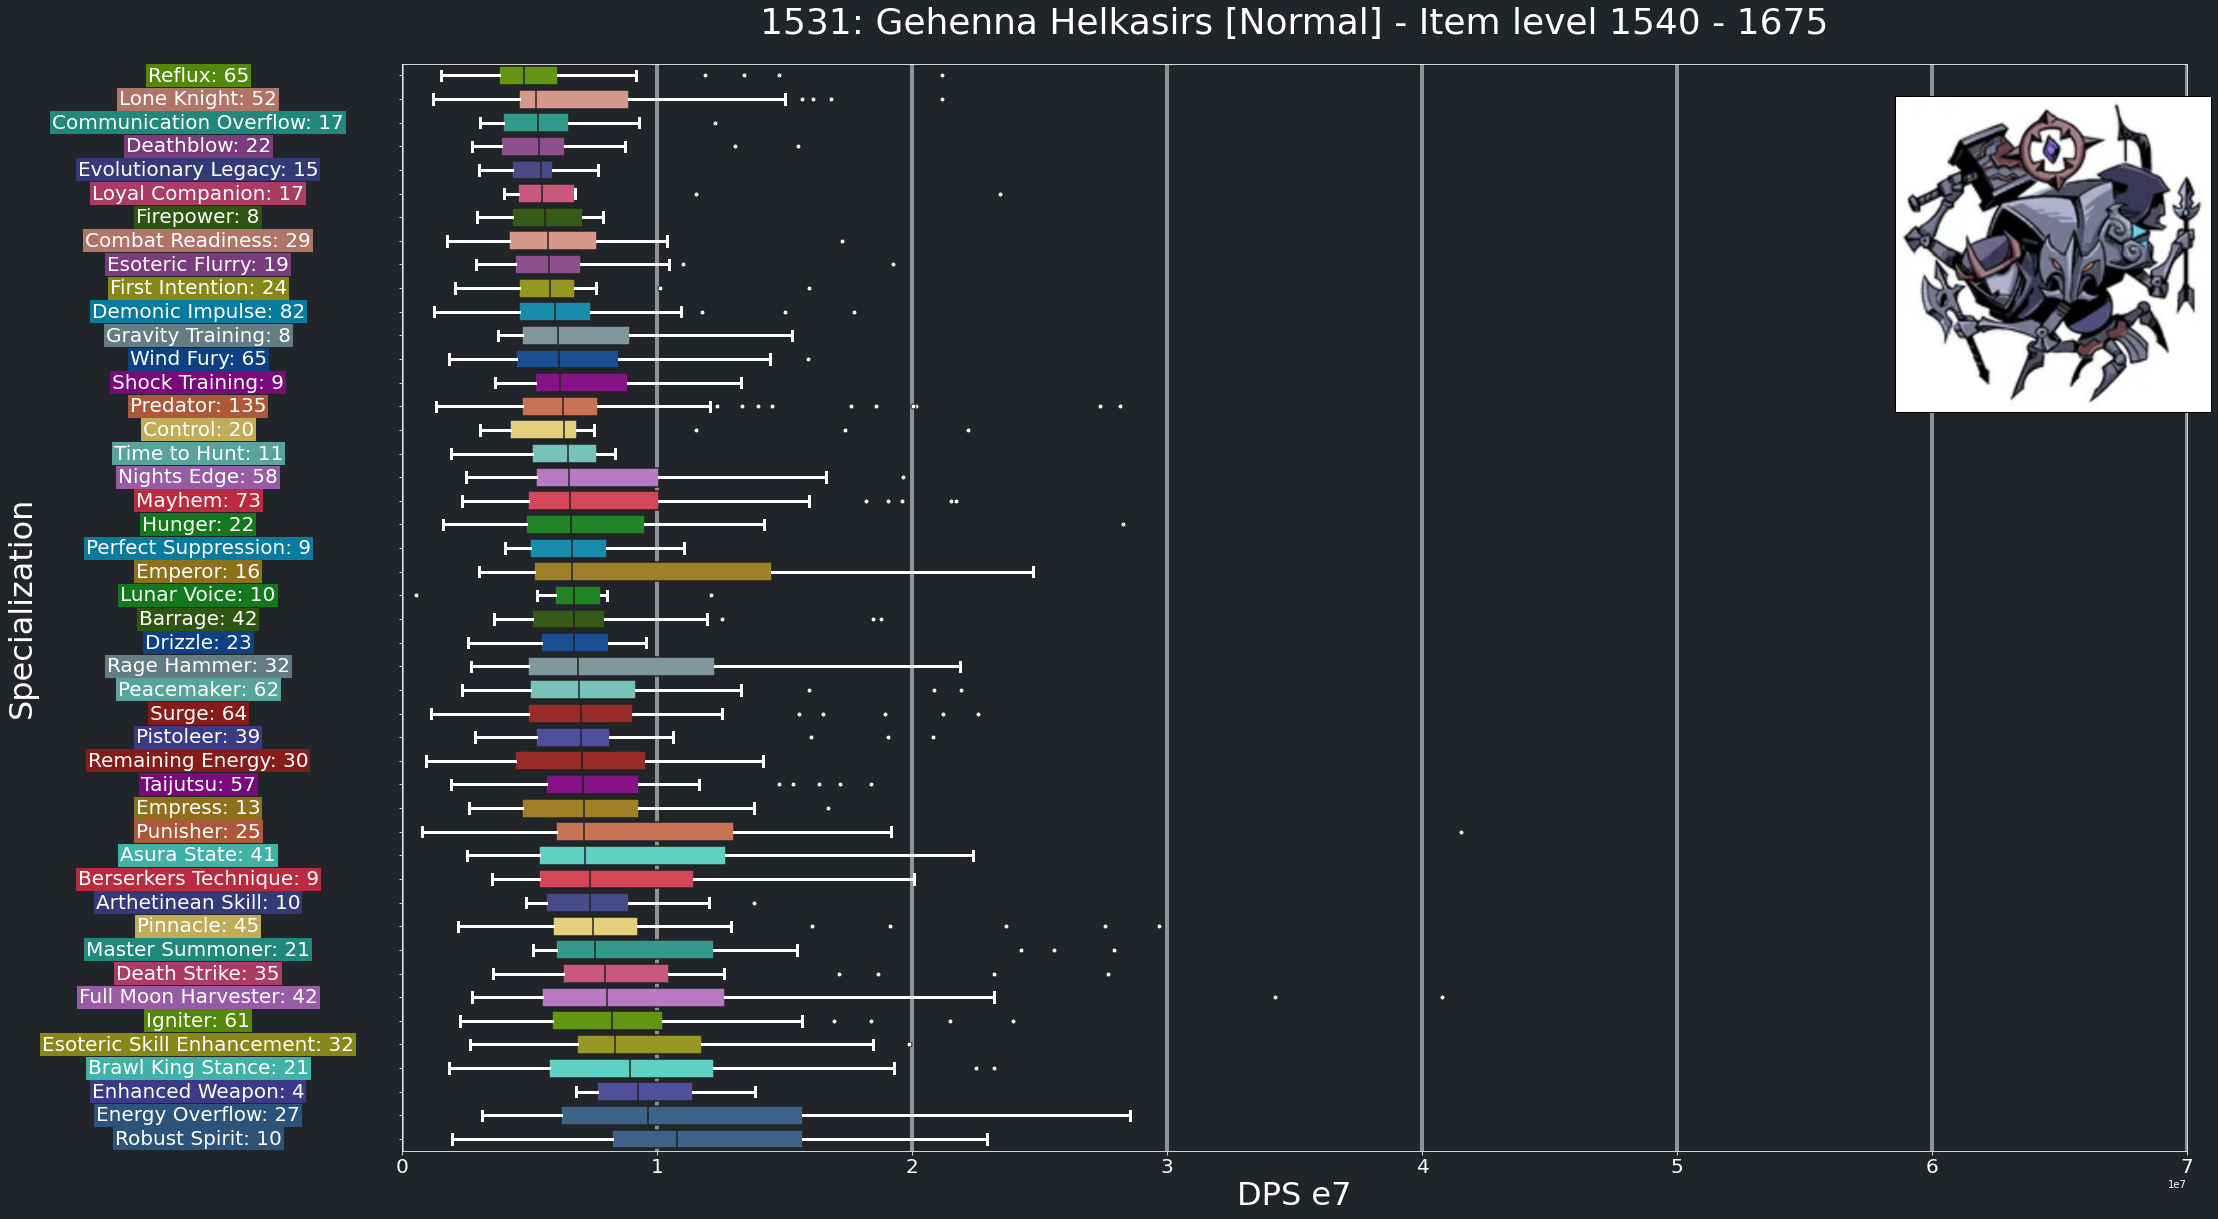 1531: Gehenna Helkasirs [Normal] - Item level 1540 - 1675
Specialization
Reflux: 65
Lone Knight: 52
Communication Overflow: 17
Deathblow: 22
Evolutionary Legacy: 15
Loyal Companion: 17
Firepower: 8
Combat Readiness: 29
Esoteric Flurry: 19
First Intention: 24
Demonic Impulse: 82
Gravity Training: 8
Wind Fury: 65
Shock Training: 9
Predator: 135
Control: 20
Time to Hunt: 11
Nights Edge: 58
Mayhem: 73
Hunger: 22
Perfect Suppression: 9
Emperor: 16
Lunar Voice: 10
Barrage: 42
Drizzle: 23
Rage Hammer: 32
Peacemaker: 62
Surge: 64
Pistoleer: 39
Remaining Energy: 30
Taijutsu: 57
Empress: 13
Punisher: 25
Asura State: 41
Berserkers Technique: 9
Arthetinean Skill: 10
Pinnacle: 45
Master Summoner: 21
Death Strike: 35
Full Moon Harvester: 42
Igniter: 61
Esoteric Skill Enhancement: 32
Brawl King Stance: 21
Enhanced Weapon: 4
Energy Overflow: 27
Robust Spirit: 10
0 1 2 3 4 5 6 7
1e7
DPS e7